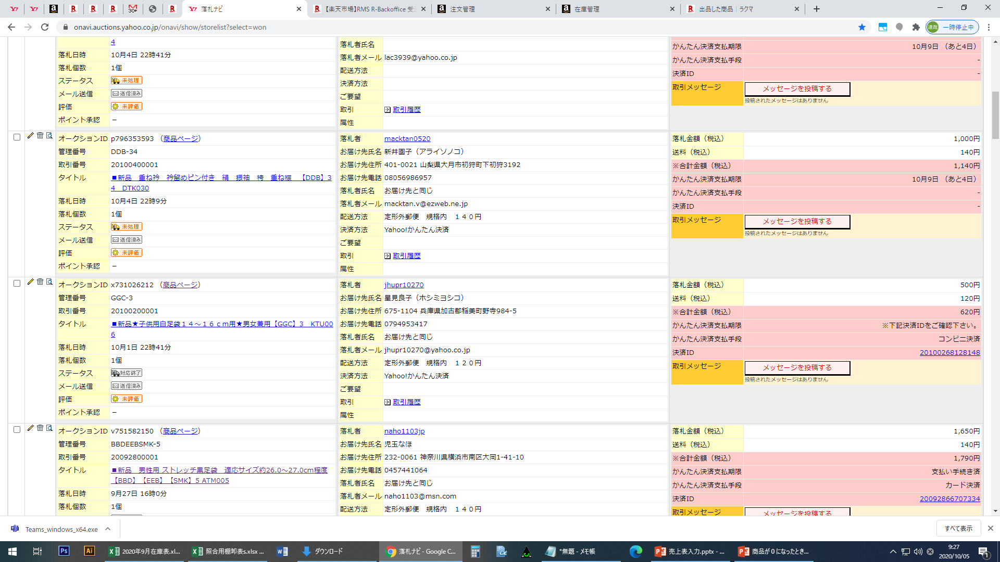 落札ナビ
【楽天市場】RMS R-Backoffice 受
注文管理
在庫管理
出品した商品｜ラクマ
onavi.auctions.yahoo.co.jp/onavi/show/storelist?select=won
達哉 一時停止中
4
落札日時 10月4日 22時41分
落札個数 1個
ステータス 未処理
メール送信 送信済み
評価 未評価
ポイント承認 －
落札者氏名
落札者メール lac3939@yahoo.co.jp
配送方法
決済方法
ご要望
取引 取引履歴
属性
かんたん決済支払期限 10月9日 （あと4日）
かんたん決済支払手段 -
決済ID -
取引メッセージ メッセージを投稿する
投稿されたメッセージはありません
オークションID p796353593 （商品ページ）
管理番号 DDB-34
取引番号 20100400001
タイトル ■新品　重ね衿　衿留めピン付き　絹　振袖　袴　重ね襟　【DDB】3
4　DTK030
落札日時 10月4日 22時9分
落札個数 1個
ステータス 未処理
メール送信 送信済み
評価 未評価
ポイント承認 －
落札者 macktan0520
お届け先氏名 新井園子（アライソノコ）
お届け先住所 401-0021 山梨県大月市初狩町下初狩3192
お届け先電話 08056986957
落札者氏名 お届け先と同じ
落札者メール macktan.v@ezweb.ne.jp
配送方法 定形外郵便　規格内　１４０円
決済方法 Yahoo!かんたん決済
ご要望
取引 取引履歴
属性
落札金額（税込） 1,000円
送料（税込） 140円
※合計金額（税込） 1,140円
かんたん決済支払期限 10月9日 （あと4日）
かんたん決済支払手段 -
決済ID -
取引メッセージ メッセージを投稿する
投稿されたメッセージはありません
オークションID x731026212 （商品ページ）
管理番号 GGC-3
取引番号 20100200001
タイトル ■新品★子供用白足袋１４～１６ｃｍ用★男女兼用【GGC】3　KTU00
6
落札日時 10月1日 22時41分
落札個数 1個
ステータス 対応終了
メール送信 送信済み
評価 未評価
ポイント承認 －
落札者 jhupr10270
お届け先氏名 星見良子（ホシミヨシコ）
お届け先住所 675-1104 兵庫県加古郡稲美町野寺984-5
お届け先電話 0794953417
落札者氏名 お届け先と同じ
落札者メール jhupr10270@yahoo.co.jp
配送方法 定形外郵便　規格内　１２０円
決済方法 Yahoo!かんたん決済
ご要望
取引 取引履歴
属性
落札金額（税込） 500円
送料（税込） 120円
※合計金額（税込） 620円
かんたん決済支払期限 ※下記決済IDをご確認下さい。
かんたん決済支払手段 コンビニ決済
決済ID 20100268128148
取引メッセージ メッセージを投稿する
投稿されたメッセージはありません
オークションID v751582150 （商品ページ）
管理番号 BBDEEBSMK-5
取引番号 20092800001
タイトル ■新品　男性用 ストレッチ黒足袋　適応サイズ約26.0～27.0cm程度
【BBD】【EEB】【SMK】5 ATM005
落札日時 9月27日 16時0分
落札個数 1個
落札者 naho1103jp
お届け先氏名 児玉なほ
お届け先住所 232-0061 神奈川県横浜市南区大岡1-41-10
お届け先電話 0457441064
落札者氏名 お届け先と同じ
落札者メール naho1103@msn.com
配送方法 定形外郵便　規格内　１４０円
落札金額（税込） 1,650円
送料（税込） 140円
※合計金額（税込） 1,790円
かんたん決済支払期限 支払い手続き済
かんたん決済支払手段 カード決済
決済ID 20092866707334
取引メッセージ メッセージを投稿する
Teams_windows_x64.exe
すべて表示
2020年9月在庫表.xl...
照合用棚卸表s.xlsx ...
ダウンロード
落札ナビ - Google C...
*無題 - メモ帳
売上表入力.pptx - ...
商品が０になったとき...
9:27
2020/10/05
1